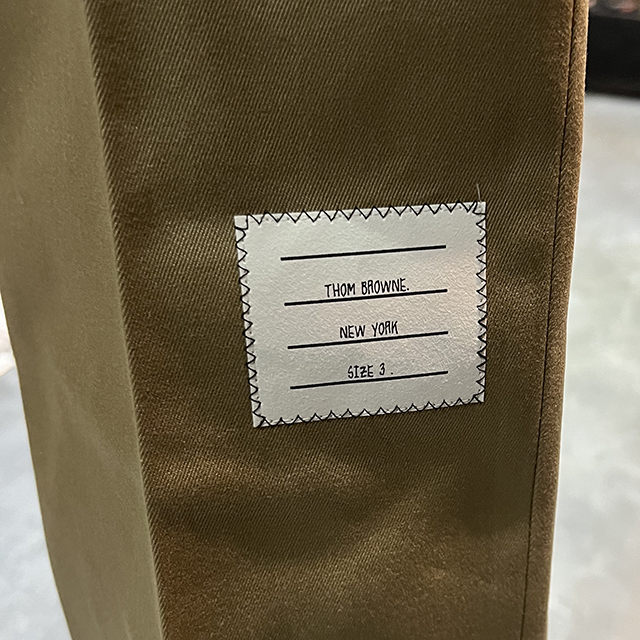 THOM BROWNE.
NEW YORK
SIZE 3 .